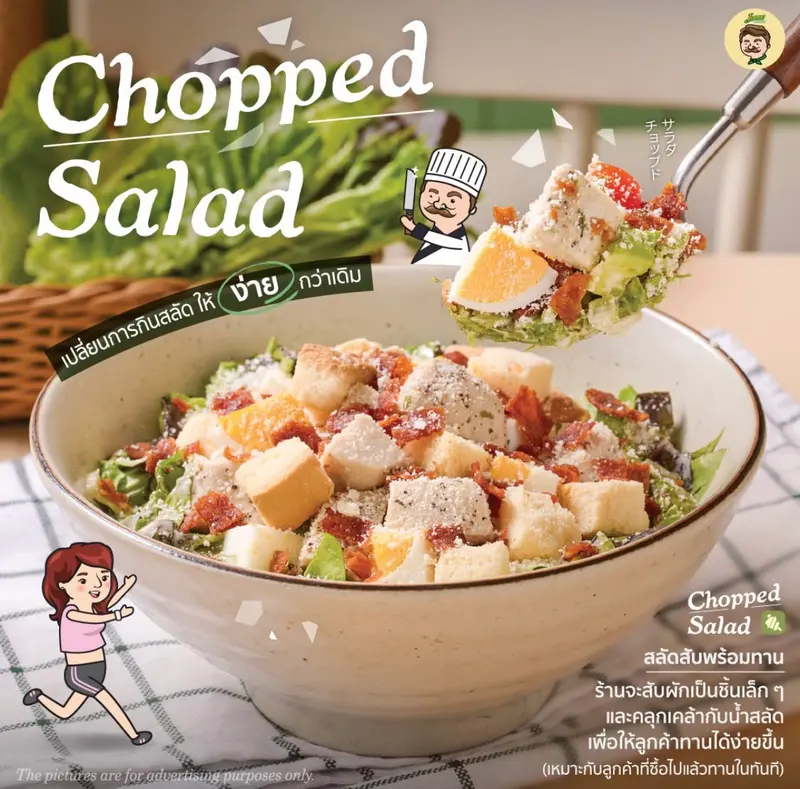 Chopped
Salad
サラダ
チョップド
เปลี่ยนการกินสลัด ให้ ง่าย กว่าเดิม
Chopped
Salad
สลัดสับพร้อมทาน
ร้านจะสับผักเป็นชิ้นเล็ก ๆ
และคลุกเคล้ากับน้ำสลัด
เพื่อให้ลูกค้าทานได้ง่ายขึ้น
(เหมาะกับลูกค้าที่ซื้อไปแล้วทานในทันที)
The pictures are for advertising purposes only.